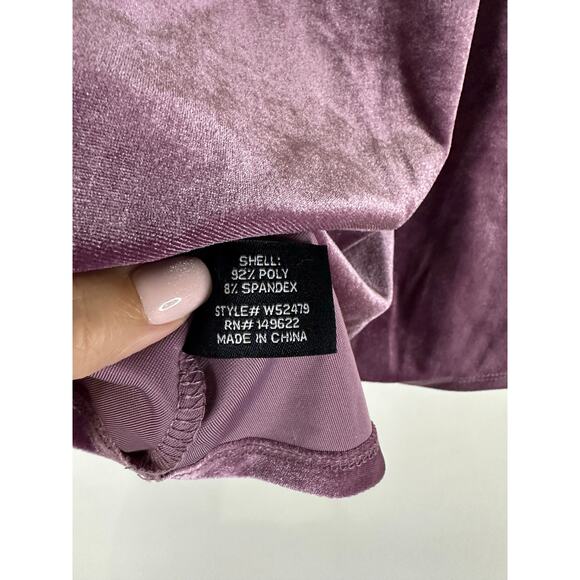 SHELL:
92% POLY
8% SPANDEX
STYLE# W52479
RN# 149622
MADE IN CHINA